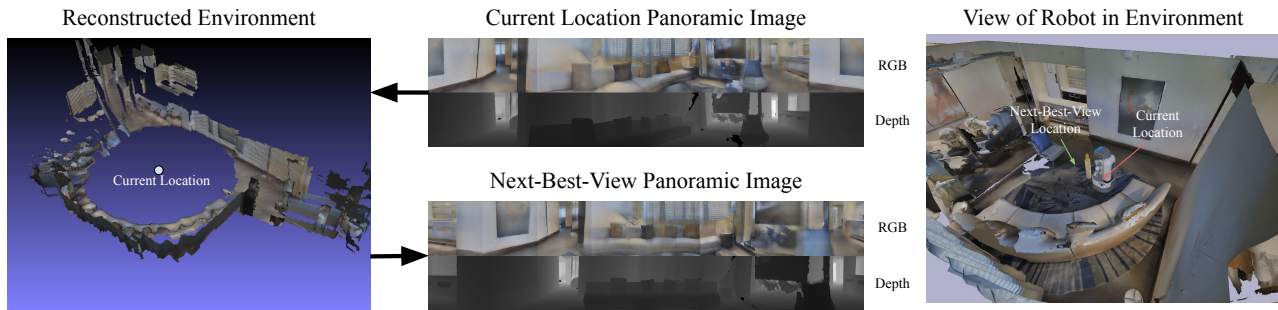 Reconstructed Environment
Current Location Panoramic Image
View of Robot in Environment
Current Location
RGB
Depth
Next-Best-View Panoramic Image
RGB
Depth
Next-Best-View
Location
Current
Location